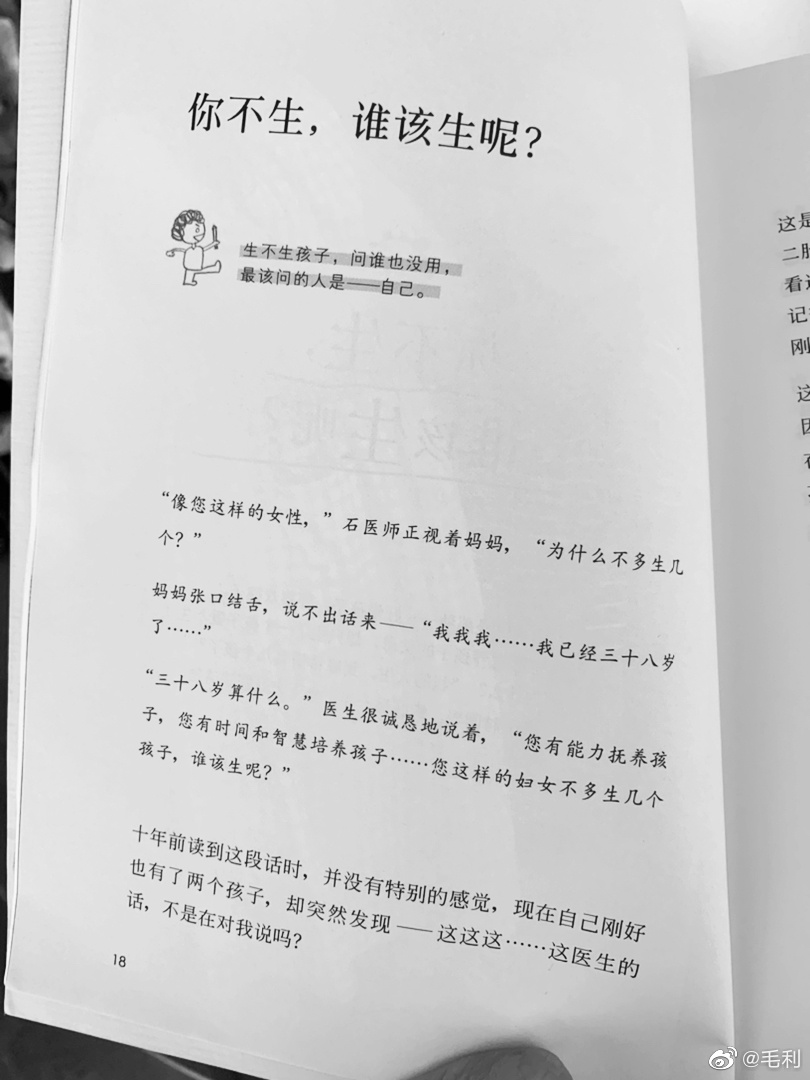 你不生，谁该生呢？
生不生孩子，问谁也没用，
最该问的人是——自己。
“像您这样的女性，”石医师正视着妈妈，“为什么不多生几
个？”
妈妈张口结舌，说不出话来——“我我我……我已经三十八岁
了……”
“三十八岁算什么。”医生很诚恳地说着，“您有能力抚养孩
子，您有时间和智慧培养孩子……您这样的妇女不多生几个
孩子，谁该生呢？”
十年前读到这段话时，并没有特别的感觉，现在自己刚好
也有了两个孩子，却突然发现——这这这……这医生的
话，不是在对我说吗？
18
这是
二胎
看
记
刚
这
因
@毛利